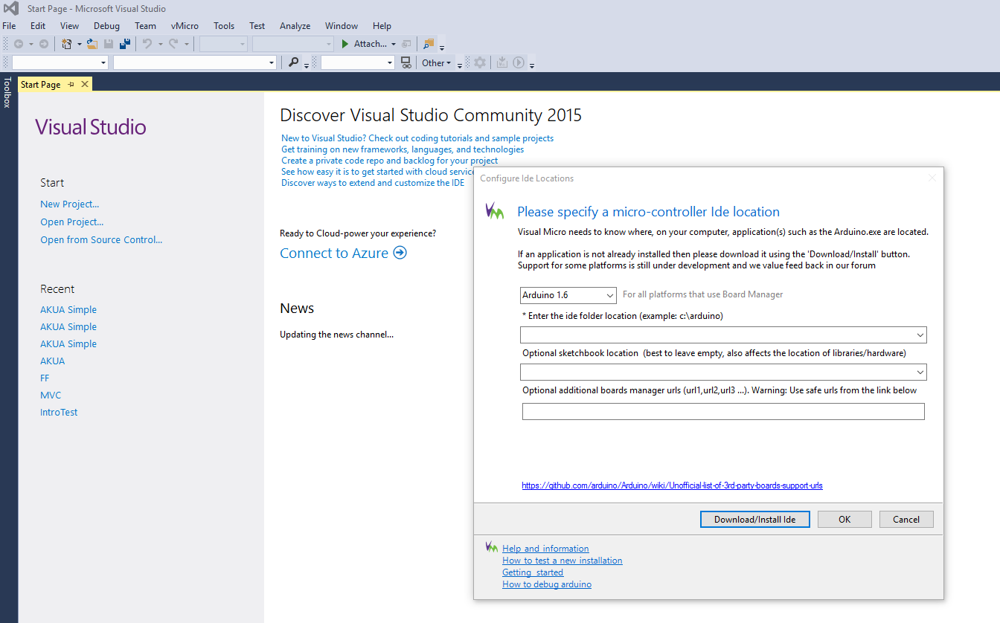 Start Page - Microsoft Visual Studio
File Edit View Debug Team vMicro Tools Test Analyze Window Help
Attach...
Other
Toolbox
Start Page
Visual Studio
Start
New Project...
Open Project...
Open from Source Control...
Recent
AKUA Simple
AKUA Simple
AKUA Simple
AKUA
FF
MVC
IntroTest
Discover Visual Studio Community 2015
New to Visual Studio? Check out coding tutorials and sample projects
Get training on new frameworks, languages, and technologies
Create a private code repo and backlog for your project
See how easy it is to get started with cloud service
Discover ways to extend and customize the IDE
Ready to Cloud-power your experience?
Connect to Azure
News
Updating the news channel...
Configure Ide Locations
Please specify a micro-controller Ide location
Visual Micro needs to know where, on your computer, application(s) such as the Arduino.exe are located.
If an application is not already installed then please download it using the 'Download/Install' button.
Support for some platforms is still under development and we value feed back in our forum
Arduino 1.6 For all platforms that use Board Manager
* Enter the ide folder location (example: c:\arduino)
Optional sketchbook location (best to leave empty, also affects the location of libraries/hardware)
Optional additional boards manager urls (url1,url2,url3 ...). Warning: Use safe urls from the link below
https://github.com/arduino/Arduino/wiki/Unofficial-list-of-3rd-party-boards-support-urls
Download/Install Ide OK Cancel
Help and information
How to test a new installation
Getting started
How to debug arduino